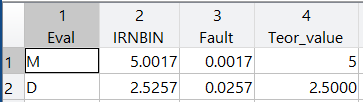 1 2 3 4
Eval IRNBIN Fault Teor_value
1 M 5.0017 0.0017 5
2 D 2.5257 0.0257 2.5000